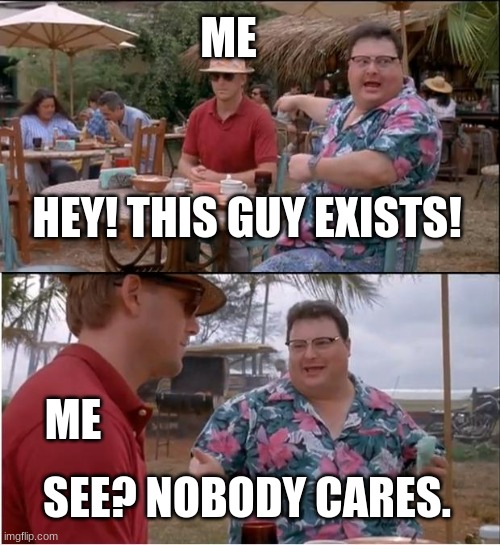 ME
HEY! THIS GUY EXISTS!
ME
SEE? NOBODY CARES.
imgflip.com